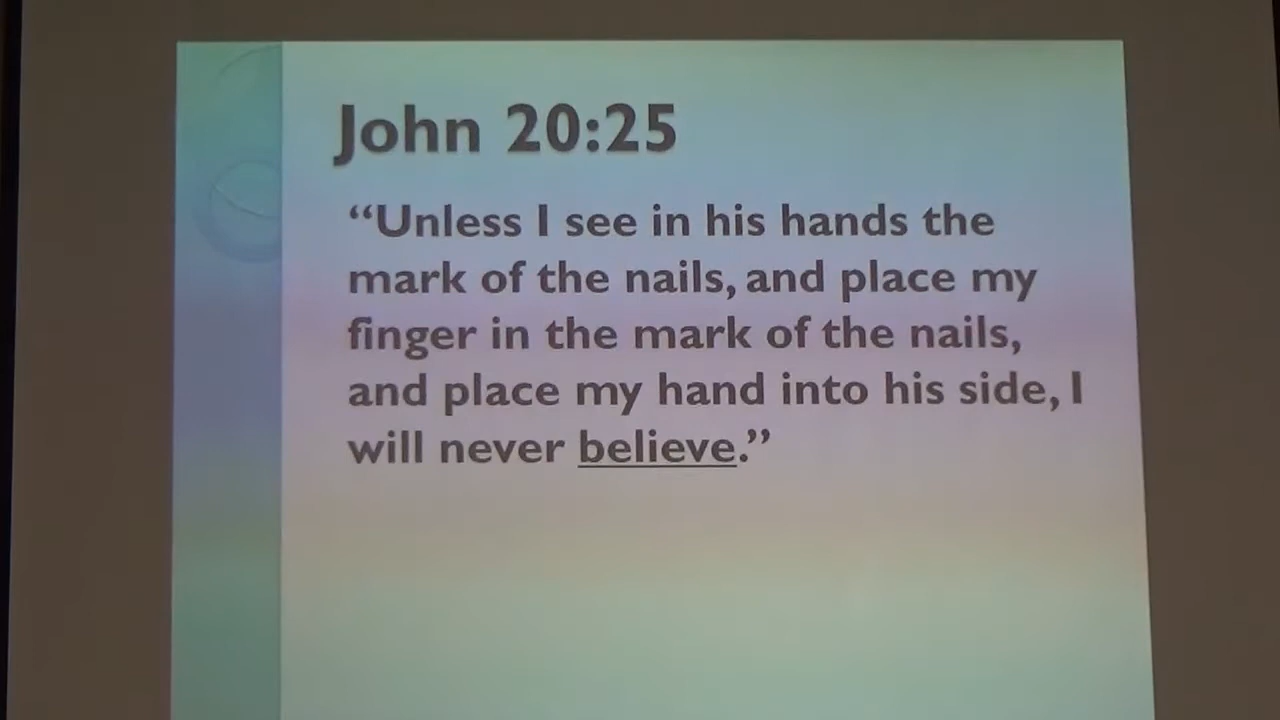 John 20:25
“Unless I see in his hands the
mark of the nails, and place my
finger in the mark of the nails,
and place my hand into his side, I
will never believe.”